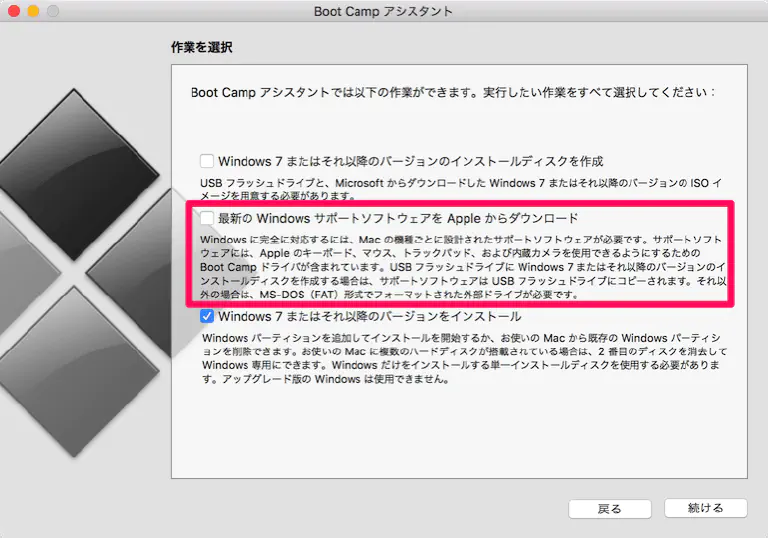 Boot Camp アシスタント
作業を選択
Boot Camp アシスタントでは以下の作業ができます。実行したい作業をすべて選択してください：
Windows 7 またはそれ以降のバージョンのインストールディスクを作成
USB フラッシュドライブと、Microsoft からダウンロードした Windows 7 またはそれ以降のバージョンの ISO イ
メージを用意する必要があります。
最新の Windows サポートソフトウェアを Apple からダウンロード
Windows に完全に対応するには、Mac の機種ごとに設計されたサポートソフトウェアが必要です。サポートソフト
ウェアには、Apple のキーボード、マウス、トラックパッド、および内蔵カメラを使用できるようにするための
Boot Camp ドライバが含まれています。USB フラッシュドライブに Windows 7 またはそれ以降のバージョンのイ
ンストールディスクを作成する場合は、サポートソフトウェアは USB フラッシュドライブにコピーされます。それ以
外の場合は、MS-DOS（FAT）形式でフォーマットされた外部ドライブが必要です。
Windows 7 またはそれ以降のバージョンをインストール
Windows パーティションを追加してインストールを開始するか、お使いの Mac から既存の Windows パーティシ
ョンを削除できます。お使いの Mac に複数のハードディスクが搭載されている場合は、2 番目のディスクを消去して
Windows 専用にできます。Windows だけをインストールする単一インストールディスクを使用する必要がありま
す。アップグレード版の Windows は使用できません。
戻る
続ける